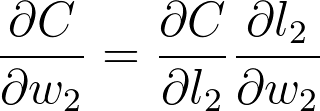 ∂C/∂w₂ = ∂C/∂l₂ ∂l₂/∂w₂